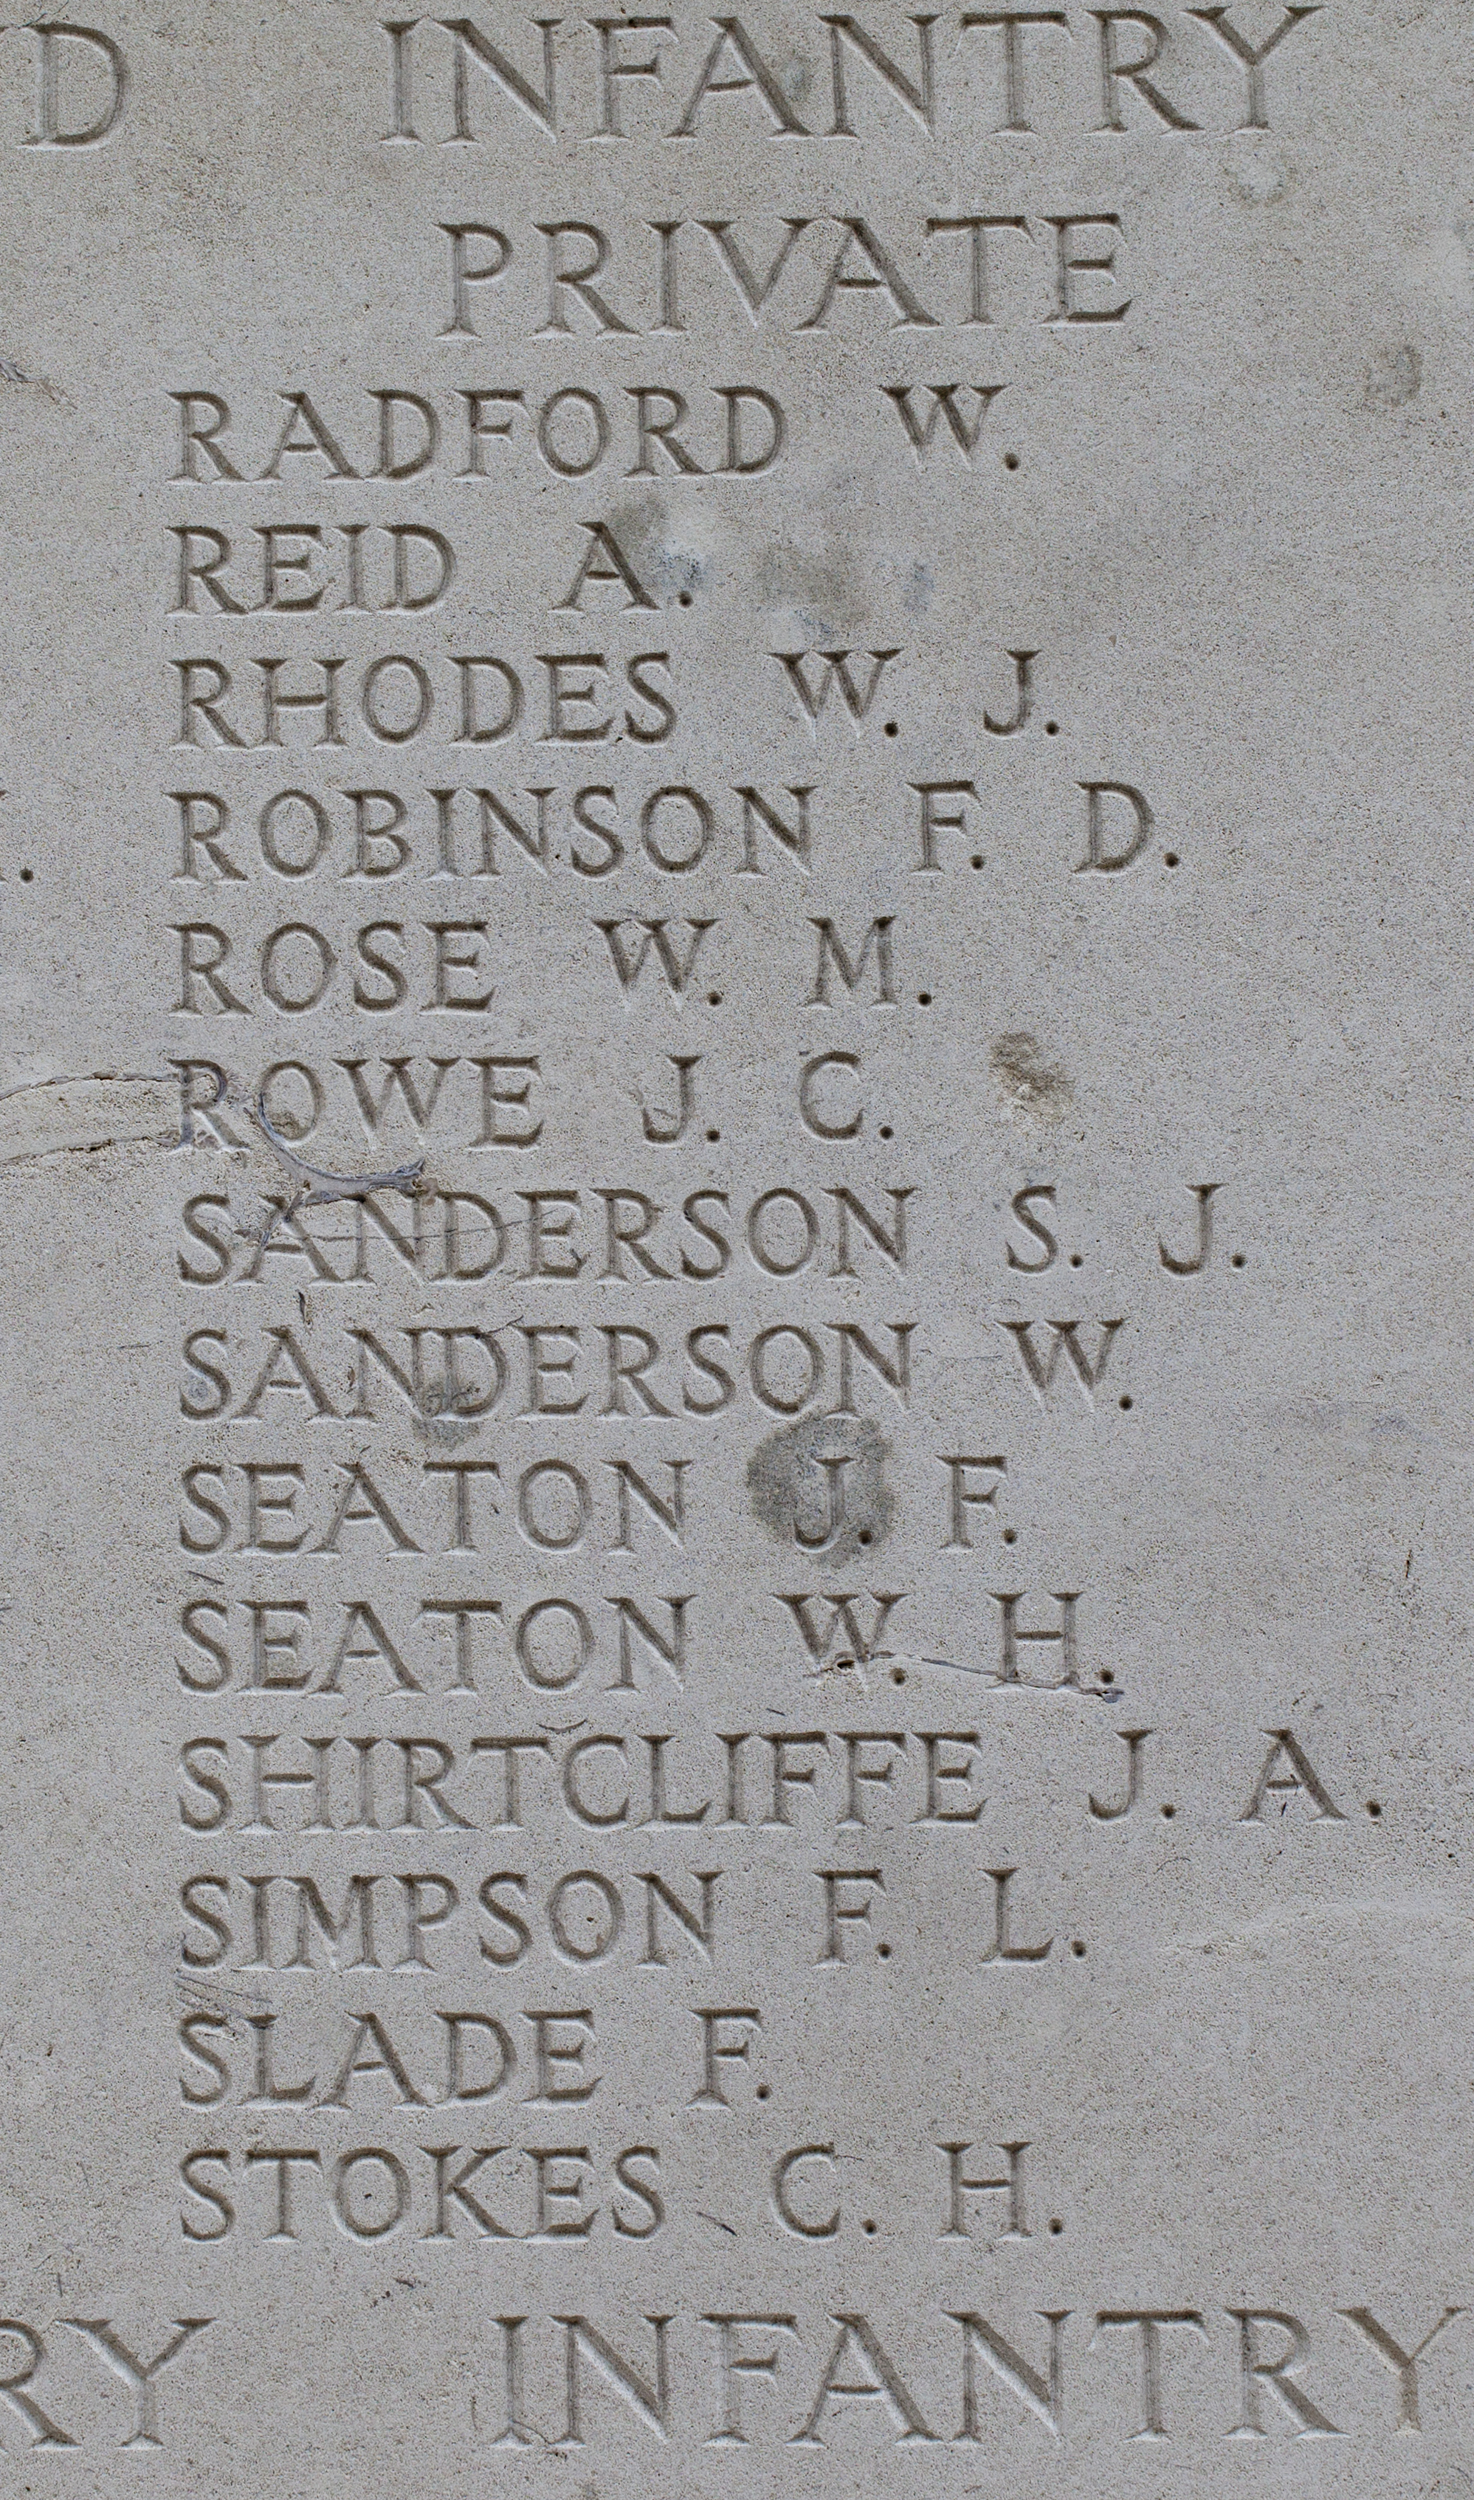 D INFANTRY
PRIVATE
RADFORD W.
REID A.
RHODES W. J.
ROBINSON F. D.
ROSE W. M.
ROWE J. C.
SANDERSON S. J.
SANDERSON W.
SEATON J. F.
SEATON W. H.
SHIRTCLIFFE J. A.
SIMPSON F. L.
SLADE F.
STOKES C. H.
RY INFANTRY